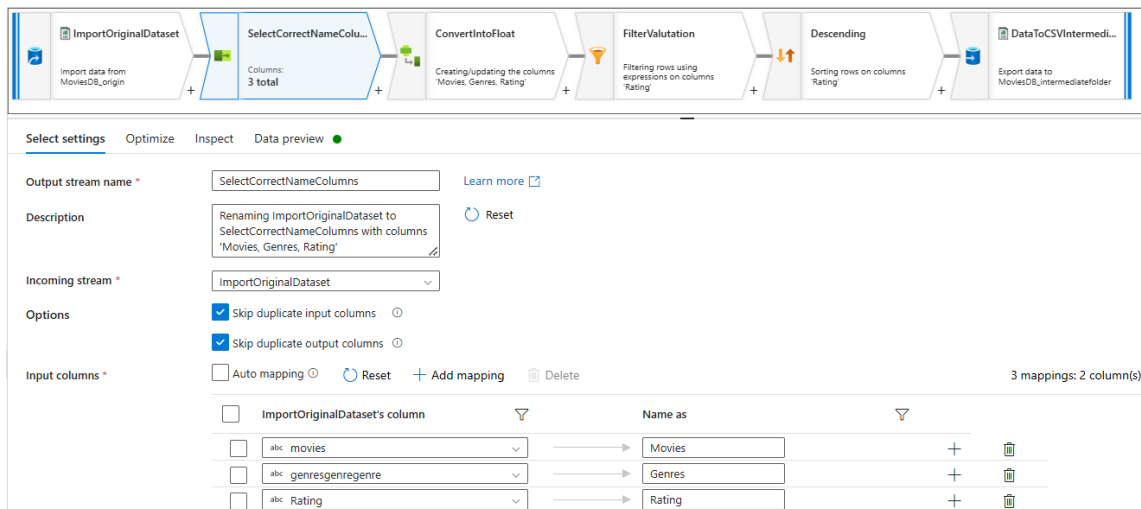 ImportOriginalDataset
Import data from
MoviesDB_origin
+
SelectCorrectNameColu...
Columns:
3 total
+
ConvertIntoFloat
Creating/updating the columns
'Movies, Genres, Rating'
+
FilterValutation
Filtering rows using
expressions on columns
'Rating'
+
Descending
Sorting rows on columns
'Rating'
+
DataToCSVIntermedi...
Export data to
MoviesDB_intermediatefolder
Select settings Optimize Inspect Data preview
Output stream name * SelectCorrectNameColumns Learn more
Description Renaming ImportOriginalDataset to
SelectCorrectNameColumns with columns
'Movies, Genres, Rating'
Reset
Incoming stream * ImportOriginalDataset
Options Skip duplicate input columns
Skip duplicate output columns
Input columns * Auto mapping Reset + Add mapping Delete 3 mappings: 2 column(s)
ImportOriginalDataset's column Name as
abc movies Movies +
abc genresgenregenre Genres +
abc Rating Rating +